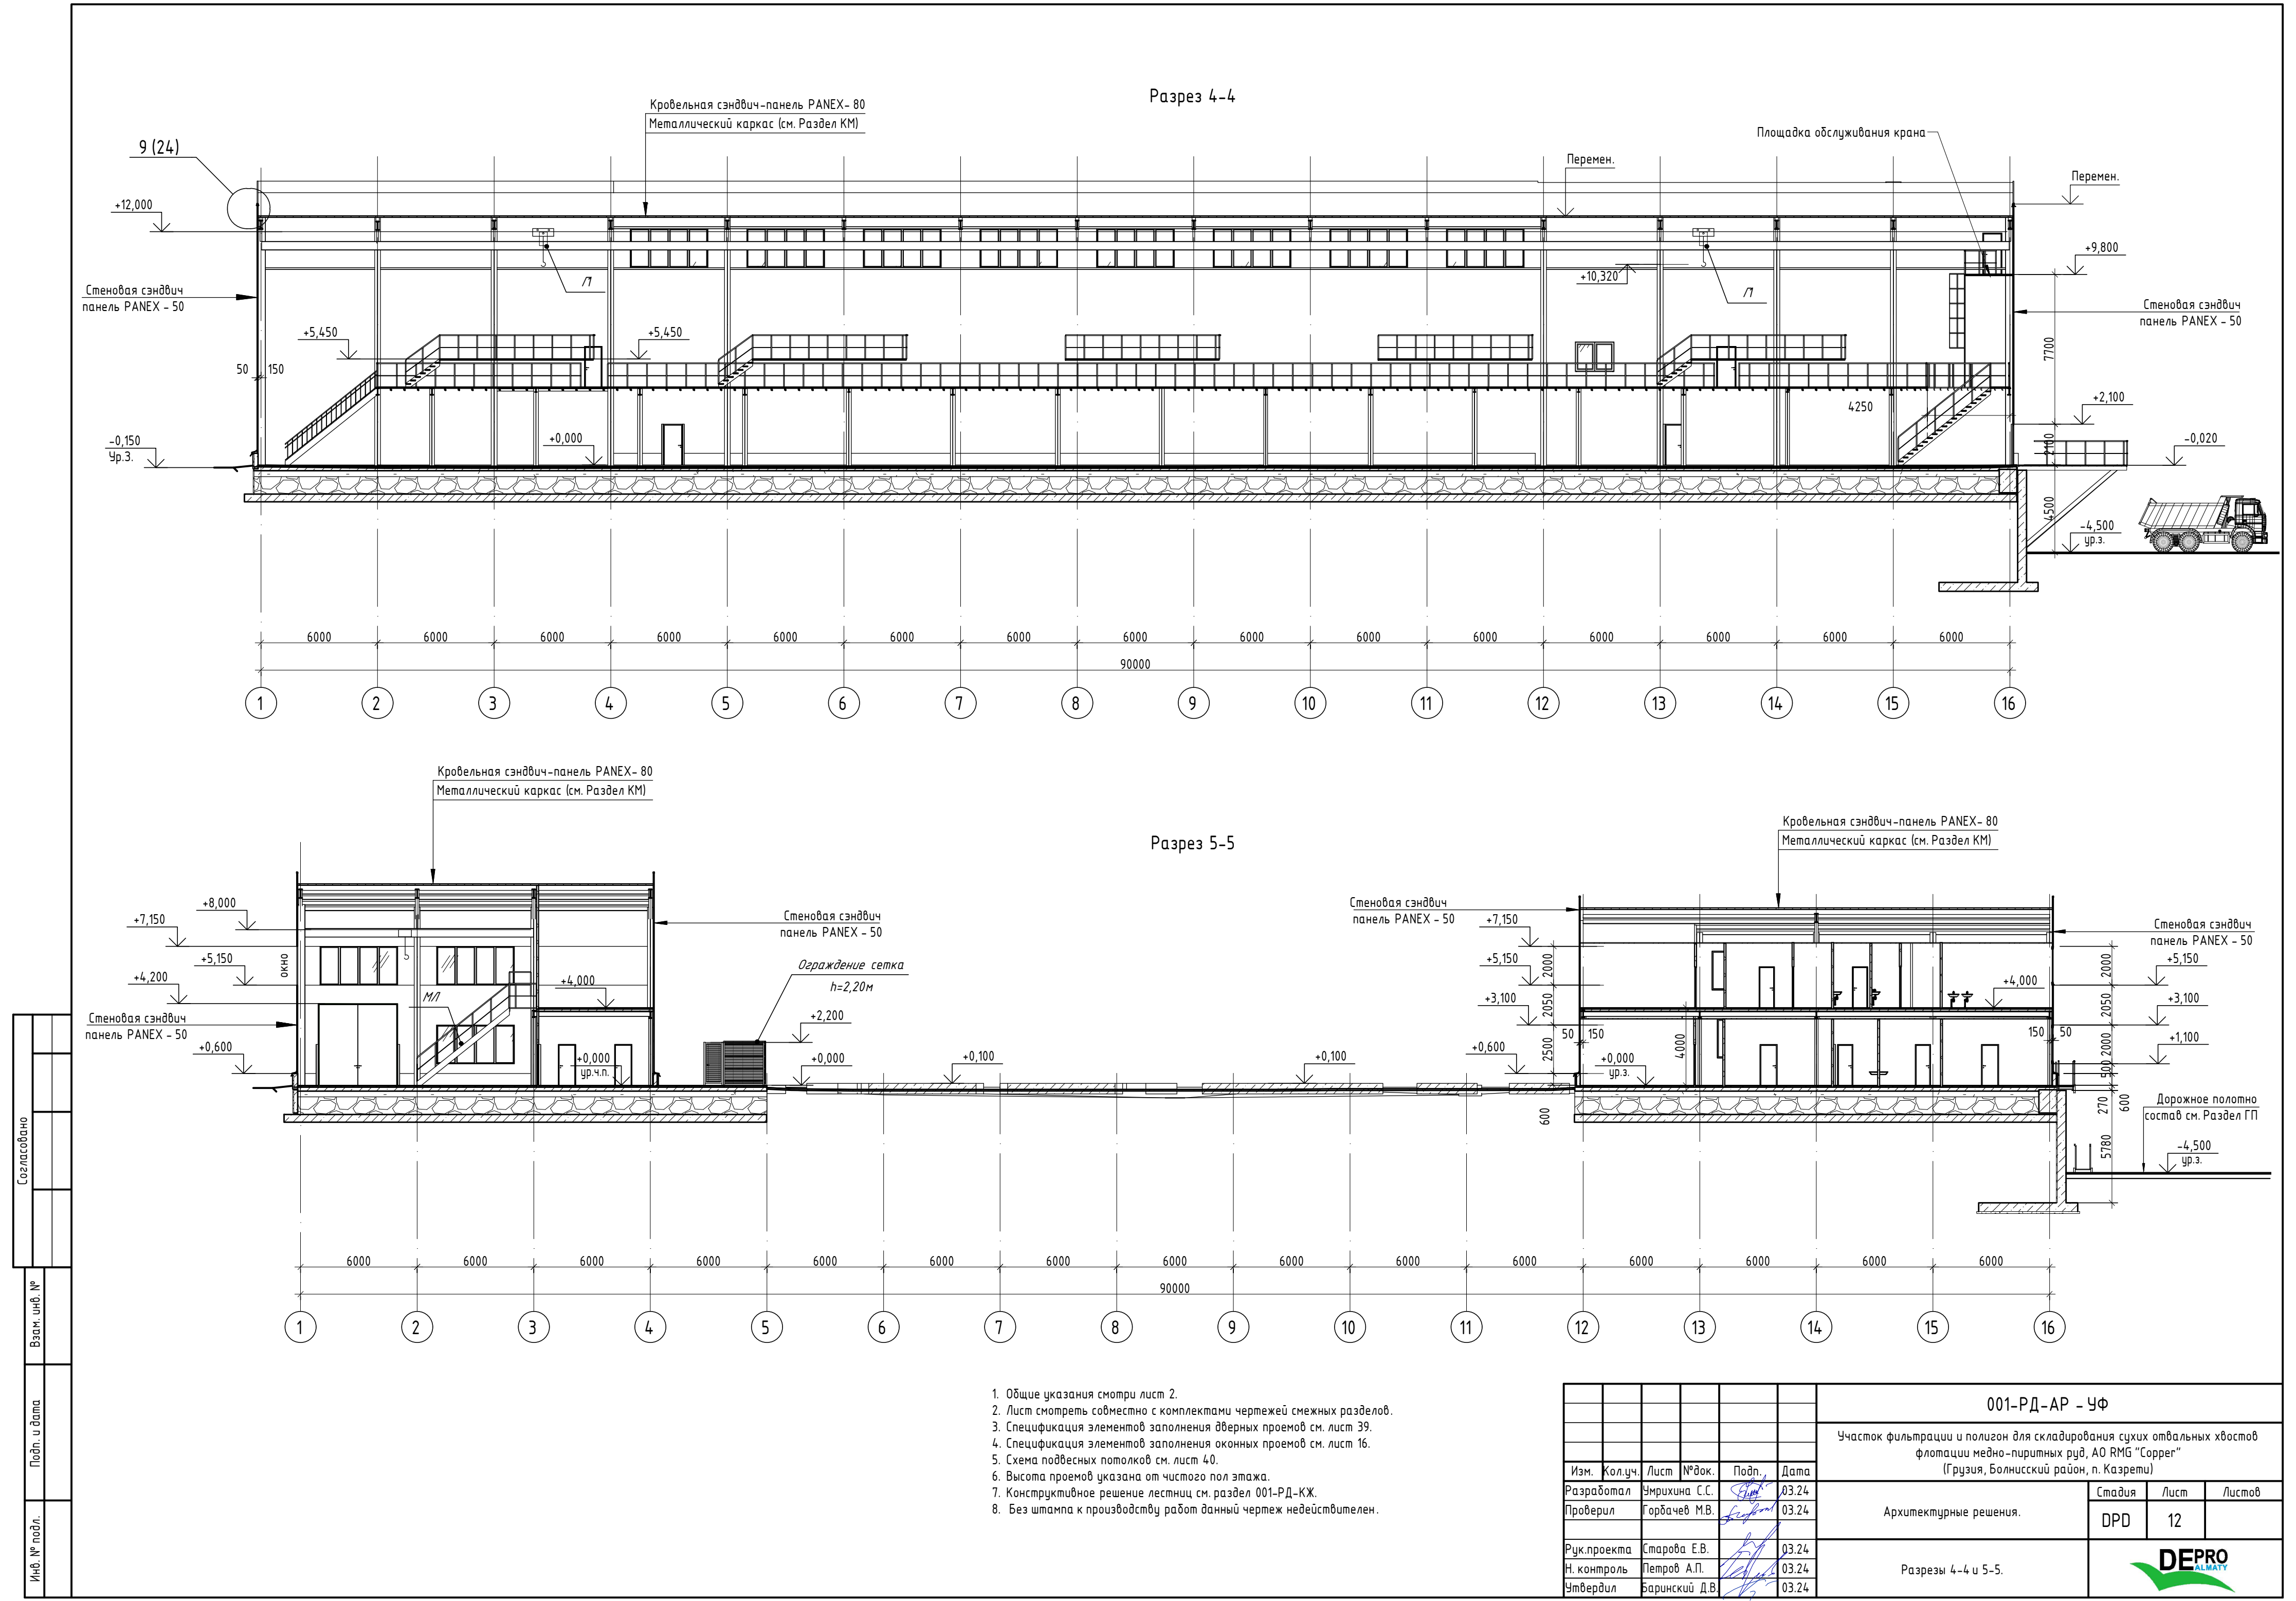 Разрез 4-4
Кровельная сэндвич-панель PANEX- 80
Металлический каркас (см. Раздел КМ)
Площадка обслуживания крана
9 (24)
Перемен.
Перемен.
+12,000
+9,800
+10,320
Л1
Л1
Стеновая сэндвич
панель PANEX - 50
Стеновая сэндвич
панель PANEX - 50
+5,450
+5,450
50
150
7700
4250
+2,100
-0,150
Ур.З.
+0,000
2100
-0,020
4500
-4,500
ур.з.
6000 6000 6000 6000 6000 6000 6000 6000 6000 6000 6000 6000 6000 6000 6000
90000
1 2 3 4 5 6 7 8 9 10 11 12 13 14 15 16
Разрез 5-5
Кровельная сэндвич-панель PANEX- 80
Металлический каркас (см. Раздел КМ)
Кровельная сэндвич-панель PANEX- 80
Металлический каркас (см. Раздел КМ)
+8,000
+7,150
+5,150
+4,200
окно
Стеновая сэндвич
панель PANEX - 50
+0,600
МЛ
+4,000
+0,000
ур.ч.п.
Стеновая сэндвич
панель PANEX - 50
Ограждение сетка
h=2,20м
+2,200
+0,000
+0,100
+0,100
Стеновая сэндвич
панель PANEX - 50
+7,150
+5,150
+3,100
+0,600
2000
2050
2500
600
50
150
+0,000
ур.з.
4000
+4,000
150
50
Стеновая сэндвич
панель PANEX - 50
+5,150
+3,100
+1,100
2000
2050
2000
500
270
600
5780
Дорожное полотно
состав см. Раздел ГП
-4,500
ур.з.
6000 6000 6000 6000 6000 6000 6000 6000 6000 6000 6000 6000 6000 6000 6000
90000
1 2 3 4 5 6 7 8 9 10 11 12 13 14 15 16
1. Общие указания смотри лист 2.
2. Лист смотреть совместно с комплектами чертежей смежных разделов.
3. Спецификация элементов заполнения дверных проемов см. лист 39.
4. Спецификация элементов заполнения оконных проемов см. лист 16.
5. Схема подвесных потолков см. лист 40.
6. Высота проемов указана от чистого пол этажа.
7. Конструктивное решение лестниц см. раздел 001-РД-КЖ.
8. Без штампа к производству работ данный чертеж недействителен.
Согласовано
Взам. инв. №
Подп. и дата
Инв. № подл.
Изм. Кол.уч. Лист №док. Подп. Дата
Разработал Умрихина С.С. 03.24
Проверил Горбачев М.В. 03.24
Рук.проекта Старова Е.В. 03.24
Н. контроль Петров А.П. 03.24
Утвердил Баринский Д.В. 03.24
001-РД-АР -УФ
Участок фильтрации и полигон для складирования сухих отвальных хвостов
флотации медно-пиритных руд, АО RMG "Copper"
(Грузия, Болнисский район, п. Казрети)
Архитектурные решения.
Стадия Лист Листов
DPD 12
Разрезы 4-4 и 5-5.
DEPRO
ALMATY